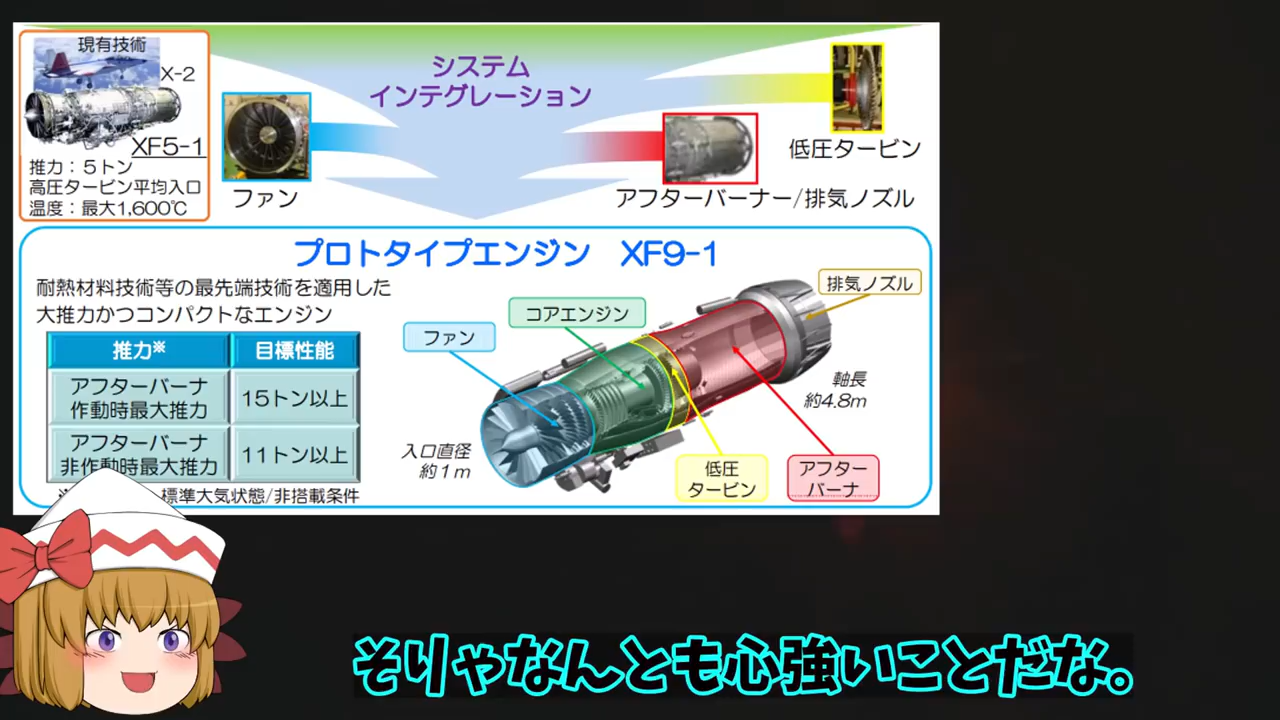 現有技術
X-2
XF5-1
推力：5トン
高圧タービン平均入口
温度：最大1,600℃
システム
インテグレーション
ファン
低圧タービン
アフターバーナー/排気ノズル
プロトタイプエンジン XF9-1
耐熱材料技術等の最先端技術を適用した
大推力かつコンパクトなエンジン
推力※
目標性能
アフターバーナ
作動時最大推力
15トン以上
アフターバーナ
非作動時最大推力
11トン以上
標準大気状態/非搭載条件
ファン
コアエンジン
排気ノズル
軸長
約4.8m
入口直径
約1m
低圧
タービン
アフター
バーナ
そりゃなんとも心強いことだな。